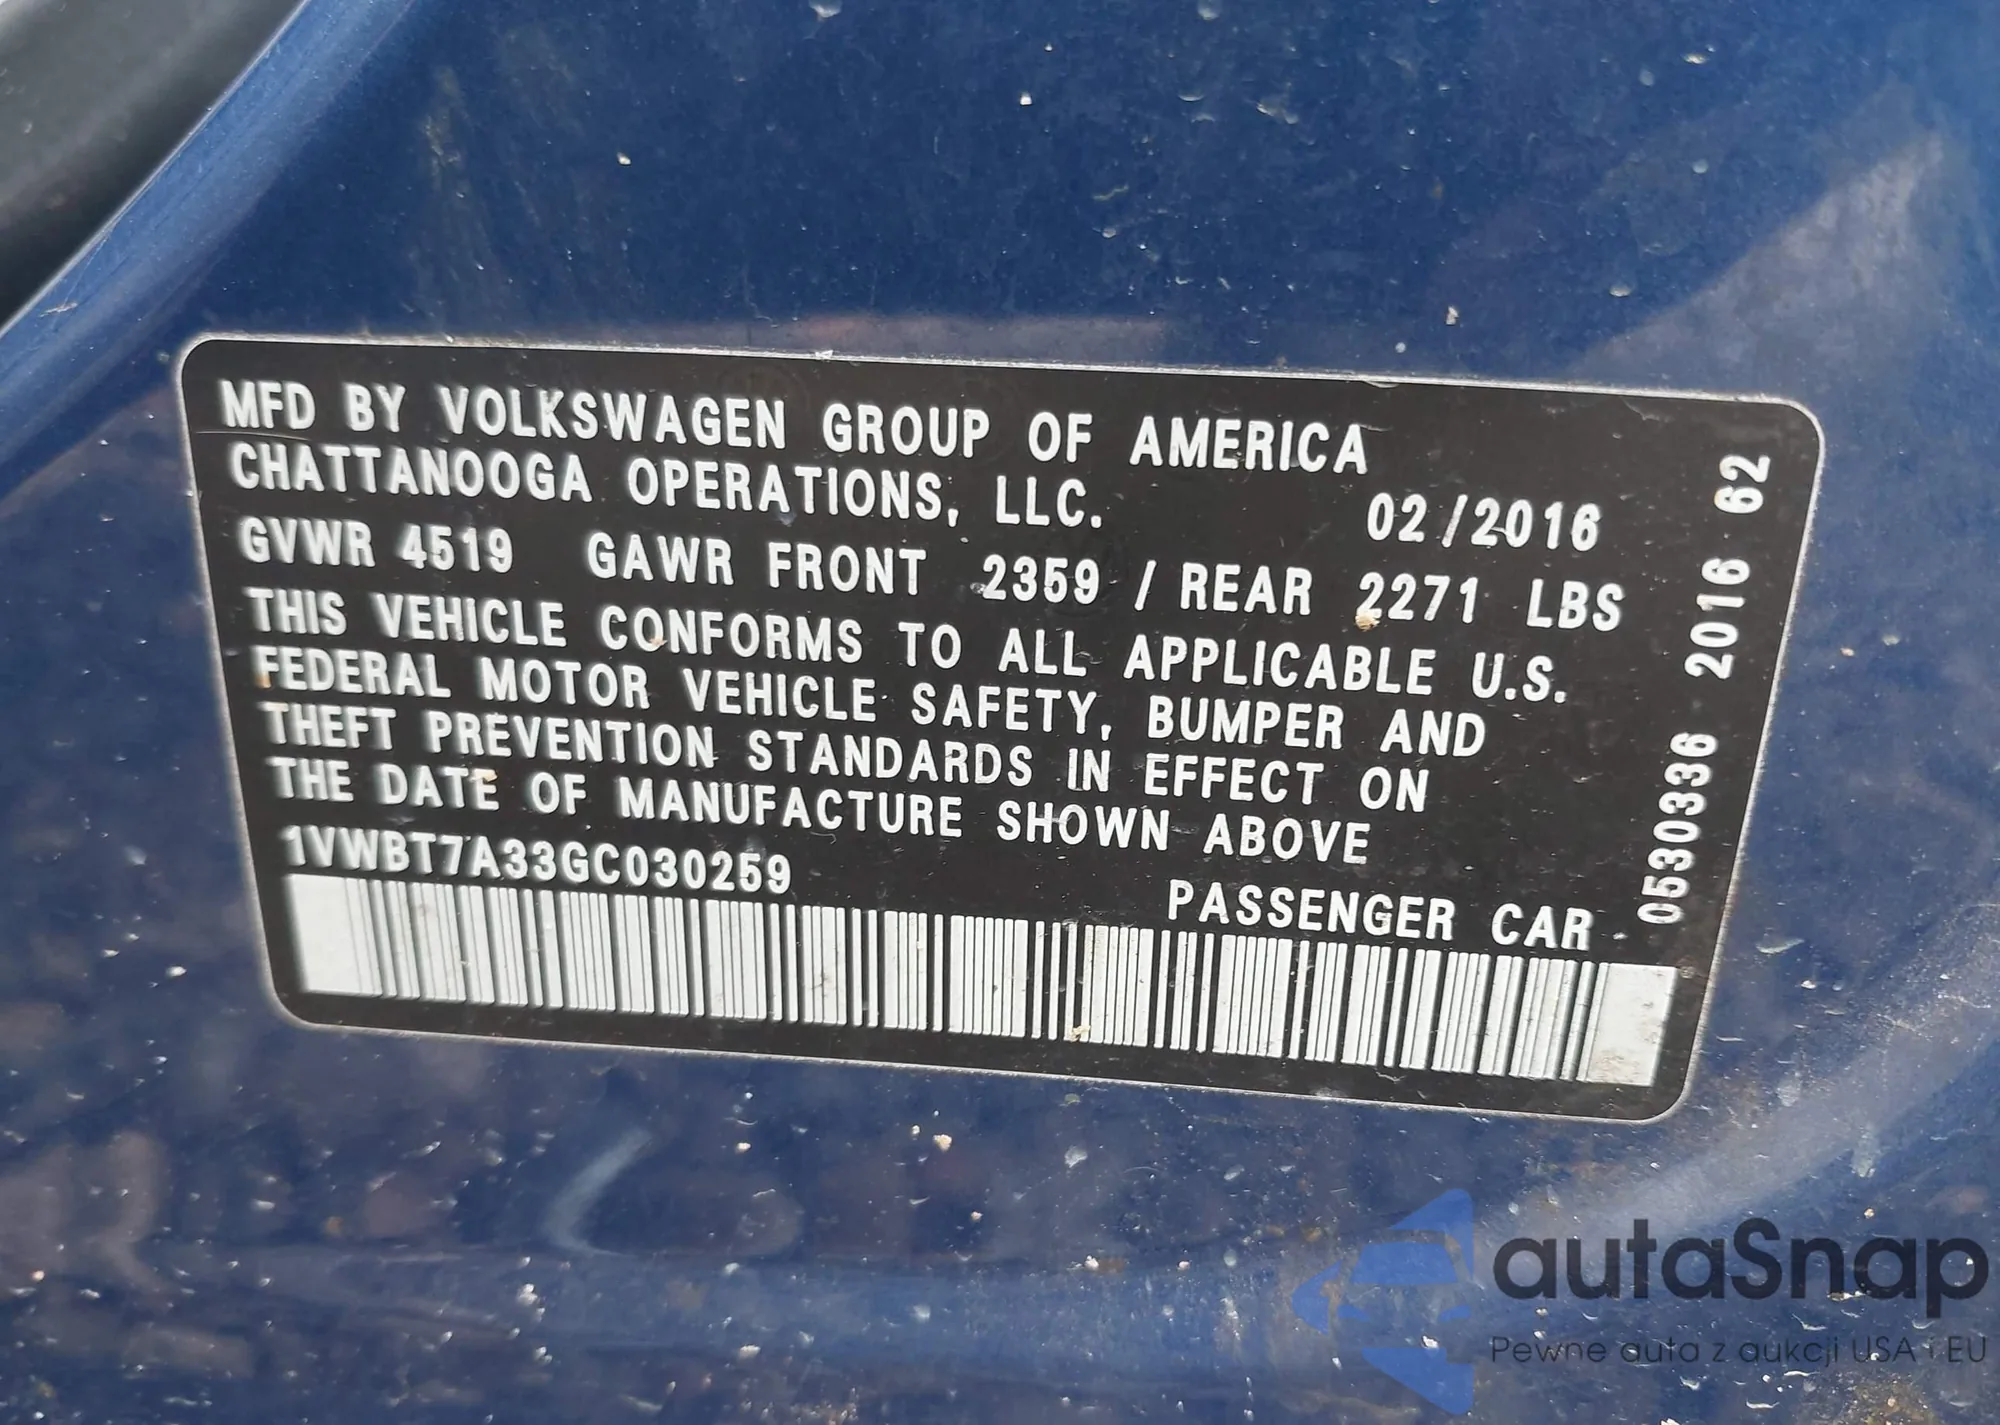 MFD BY VOLKSWAGEN GROUP OF AMERICA
CHATTANOOGA OPERATIONS, LLC.
02/2016
GVWR 4519 GAWR FRONT 2359 / REAR 2271 LBS
THIS VEHICLE CONFORMS TO ALL APPLICABLE U.S.
FEDERAL MOTOR VEHICLE SAFETY, BUMPER AND
THEFT PREVENTION STANDARDS IN EFFECT ON
THE DATE OF MANUFACTURE SHOWN ABOVE
1VWBT7A33GC030259
PASSENGER CAR
0530336 2016 62
autaSnap
Pewne auta z aukcji USA i EU